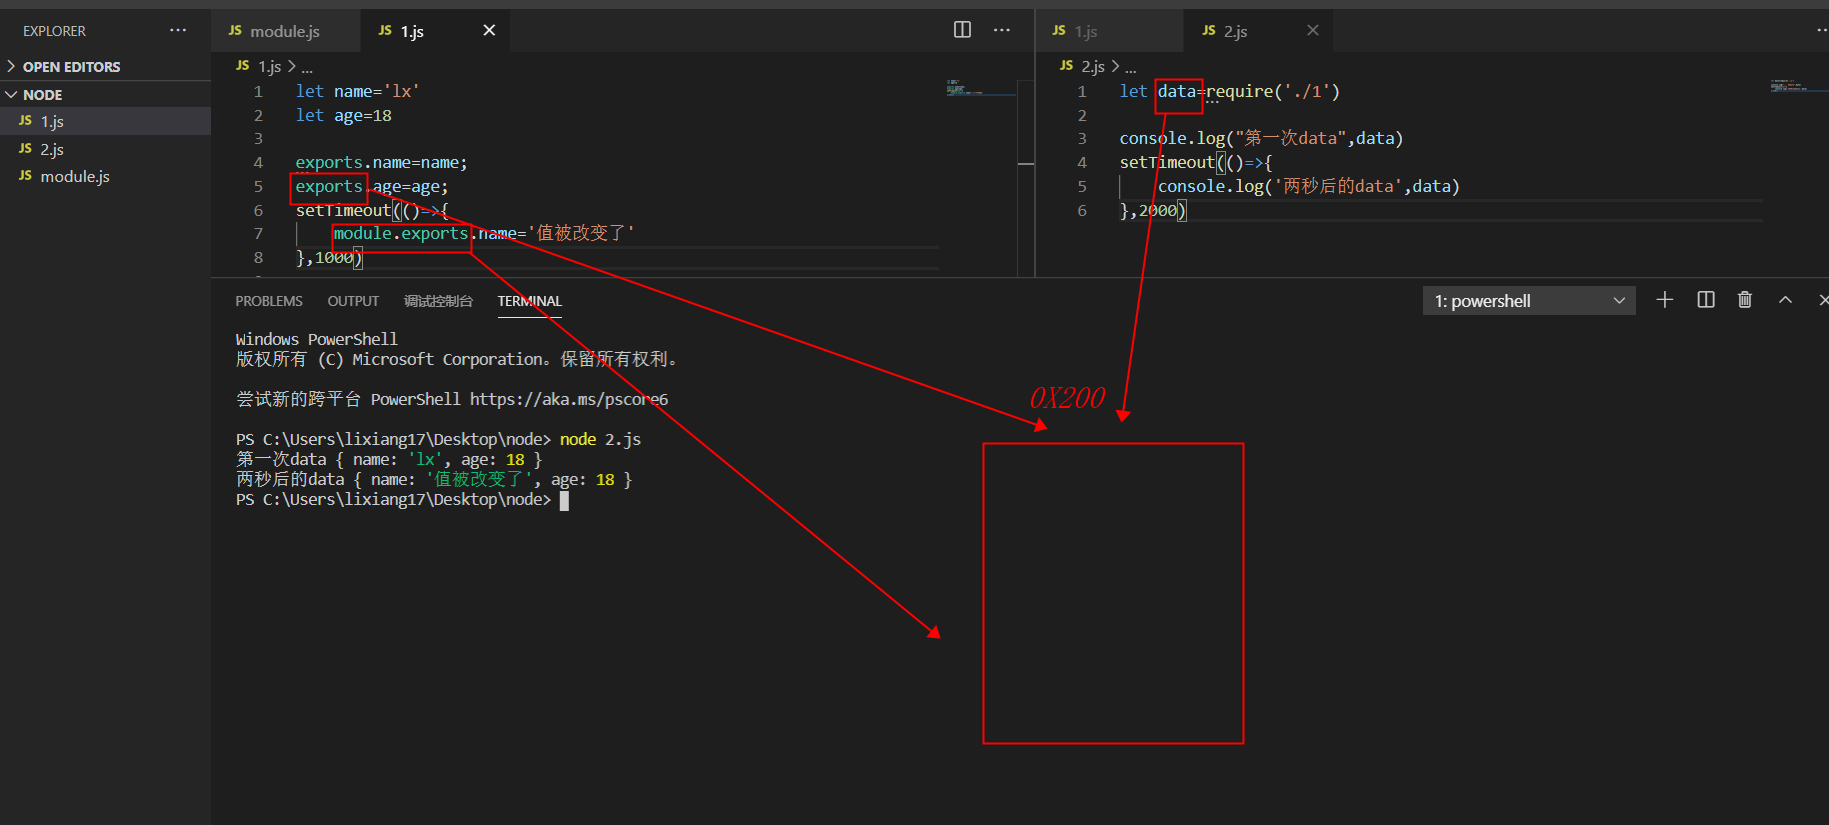 EXPLORER
OPEN EDITORS
NODE
JS 1.js
JS 2.js
JS module.js
JS module.js JS 1.js
JS 1.js > ...
1 let name='lx'
2 let age=18
3
4 exports.name=name;
5 exports.age=age;
6 setTimeout(()=>{
7 module.exports.name='值被改变了'
8 },1000)
JS 1.js JS 2.js
JS 2.js > ...
1 let data=require('./1')
2
3 console.log("第一次data",data)
4 setTimeout(()=>{
5 console.log('两秒后的data',data)
6 },2000)
PROBLEMS OUTPUT 调试控制台 TERMINAL 1: powershell
Windows PowerShell
版权所有 (C) Microsoft Corporation。保留所有权利。
尝试新的跨平台 PowerShell https://aka.ms/pscore6
PS C:\Users\lixiang17\Desktop\node> node 2.js
第一次data { name: 'lx', age: 18 }
两秒后的data { name: '值被改变了', age: 18 }
PS C:\Users\lixiang17\Desktop\node>
0X200